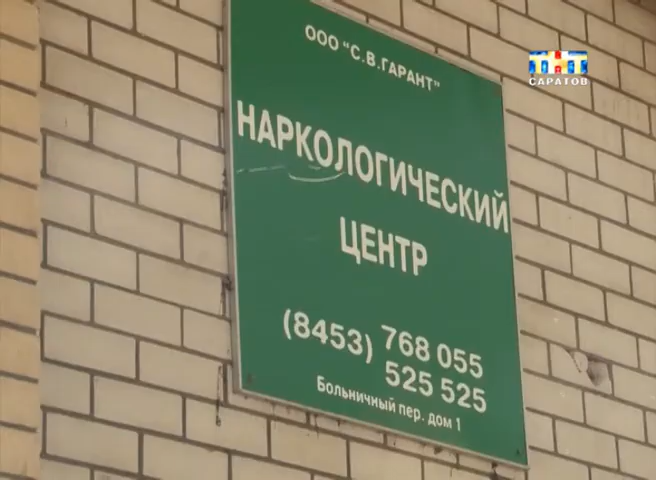 ООО "С.В.ГАРАНТ"
ТНТ
САРАТОВ
НАРКОЛОГИЧЕСКИЙ
ЦЕНТР
(8453) 768 055
525 525
Больничный пер. дом 1